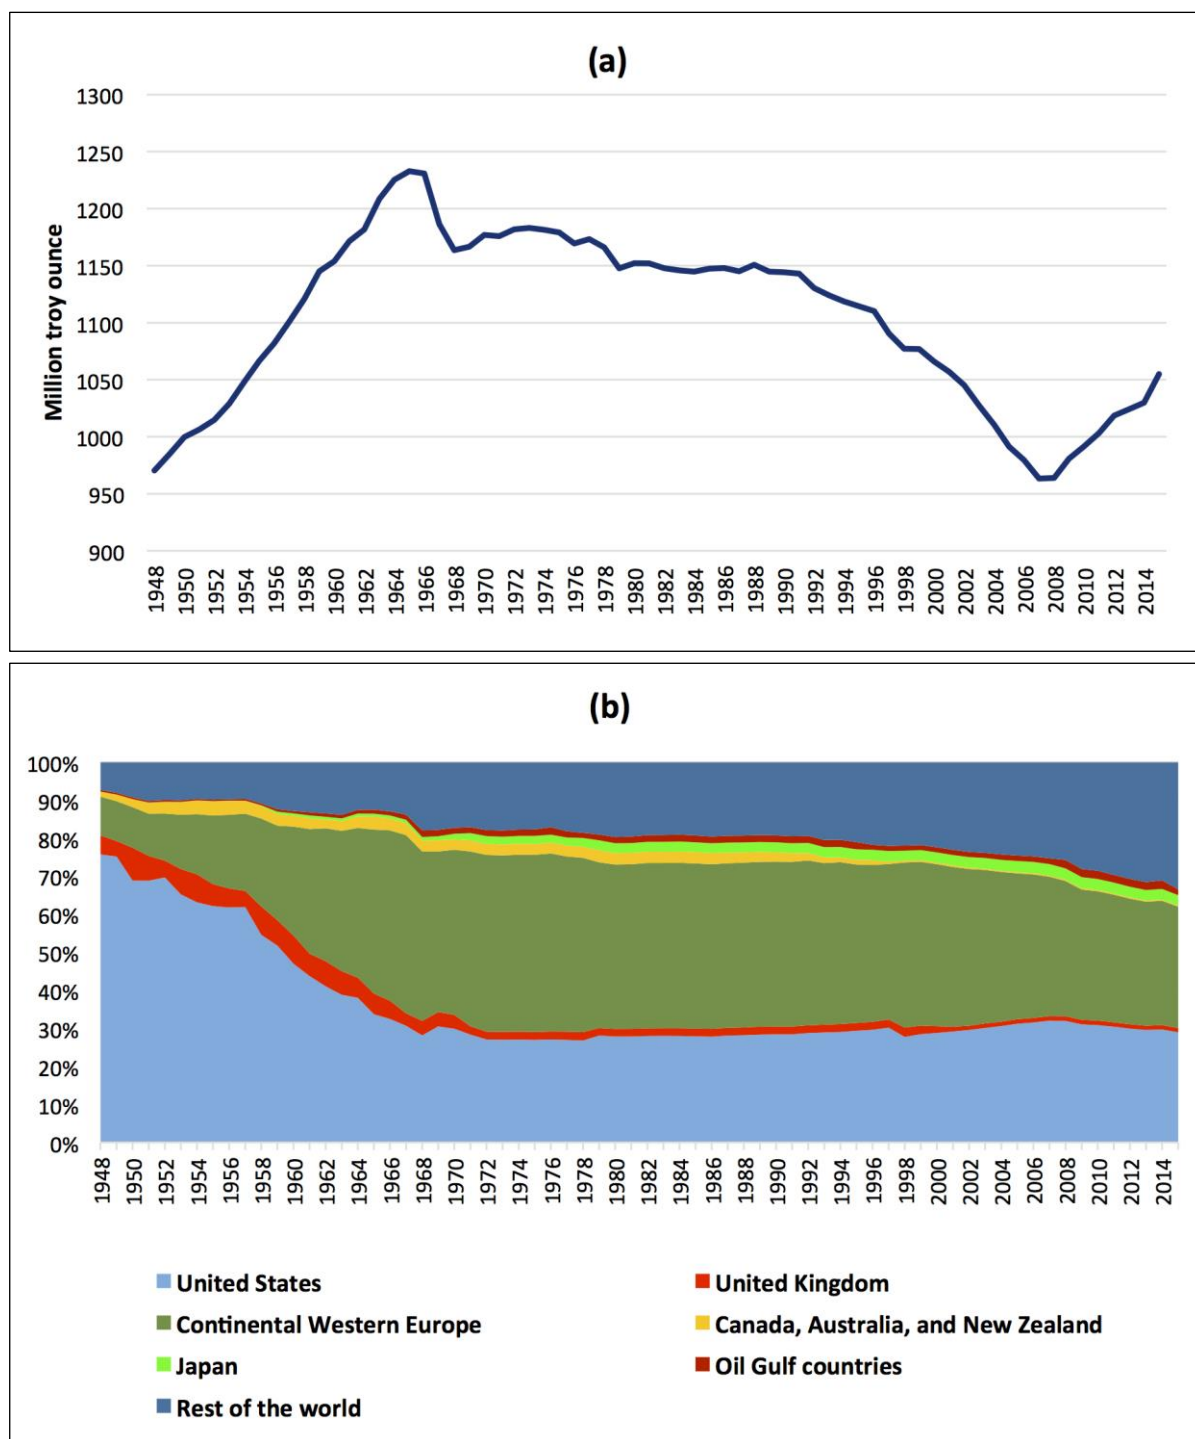 (a)
1300
1250
1200
1150
1100
1050
1000
950
900
Million troy ounce
1948 1950 1952 1954 1956 1958 1960 1962 1964 1966 1968 1970 1972 1974 1976 1978 1980 1982 1984 1986 1988 1990 1992 1994 1996 1998 2000 2002 2004 2006 2008 2010 2012 2014
(b)
100%
90%
80%
70%
60%
50%
40%
30%
20%
10%
0%
1948 1950 1952 1954 1956 1958 1960 1962 1964 1966 1968 1970 1972 1974 1976 1978 1980 1982 1984 1986 1988 1990 1992 1994 1996 1998 2000 2002 2004 2006 2008 2010 2012 2014
United States
United Kingdom
Continental Western Europe
Canada, Australia, and New Zealand
Japan
Oil Gulf countries
Rest of the world